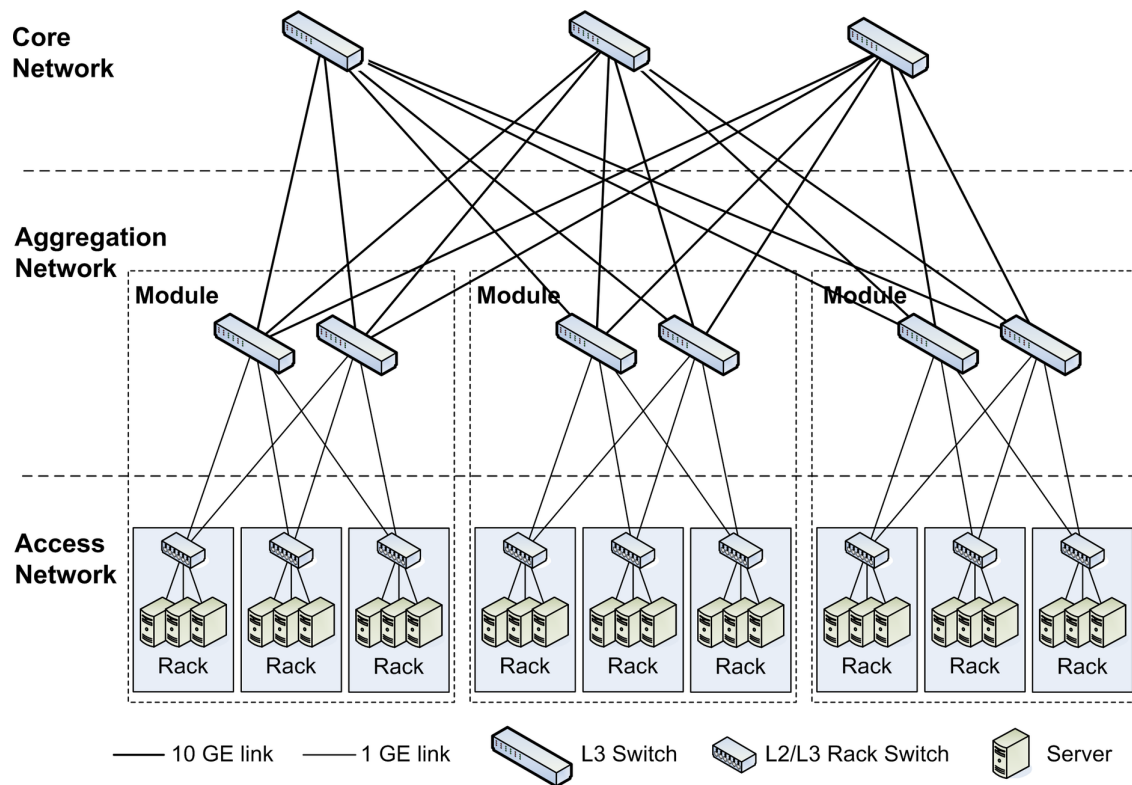 Core
Network
Aggregation
Network
Module
Module
Module
Access
Network
Rack
Rack
Rack
Rack
Rack
Rack
Rack
Rack
Rack
10 GE link
1 GE link
L3 Switch
L2/L3 Rack Switch
Server